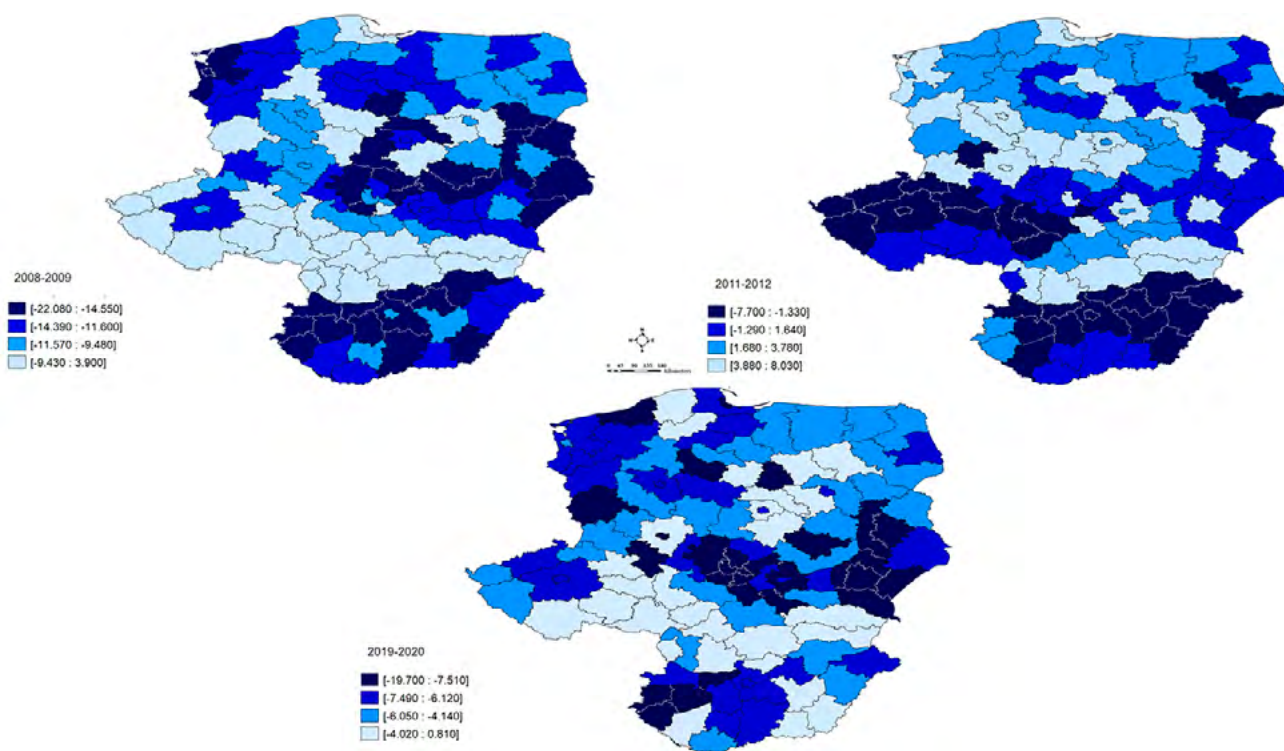 2008-2009
[-22.080 : -14.550]
[-14.390 : -11.600]
[-11.570 : -9.480]
[-9.430 : 3.900]
2011-2012
[-7.700 : -1.330]
[-1.290 : 1.640]
[1.680 : 3.780]
[3.880 : 8.030]
kilometers
2019-2020
[-19.700 : -7.510]
[-7.490 : -6.120]
[-6.050 : -4.140]
[-4.020 : 0.810]